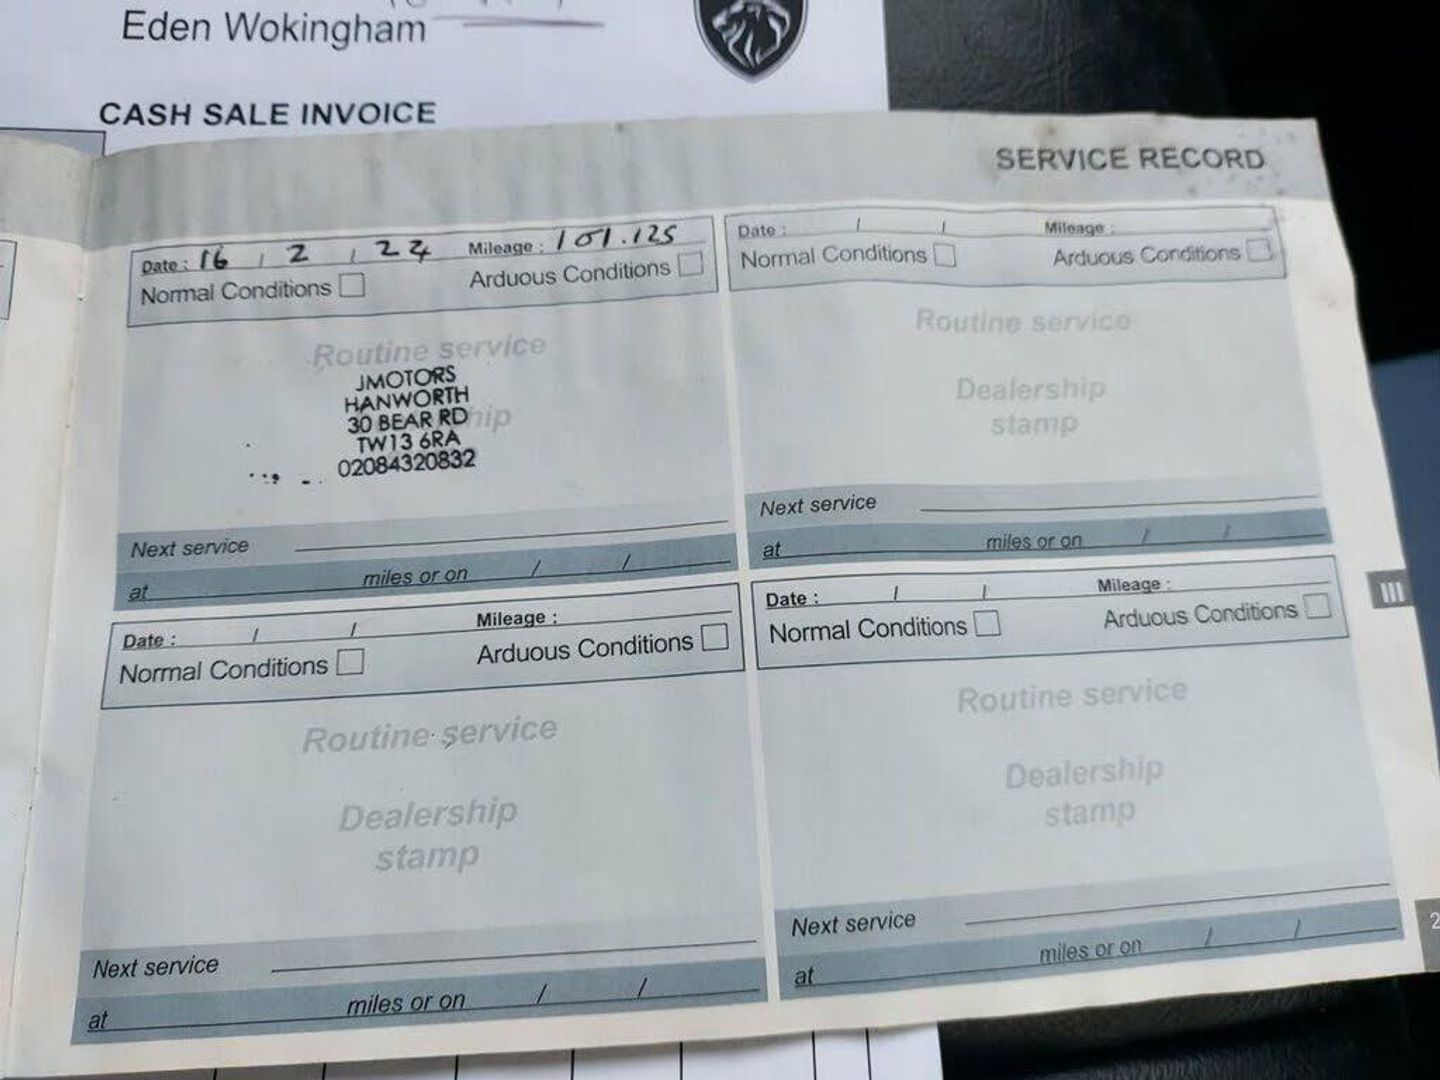 Eden Wokingham
CASH SALE INVOICE
SERVICE RECORD
Date : 16 / 2 / 24 Mileage : 101.125
Normal Conditions Arduous Conditions
Routine service
JMOTORS
HANWORTH
30 BEAR RD
TW13 6RA
02084320832
Next service
at miles or on / /
Date : / / Mileage :
Normal Conditions Arduous Conditions
Routine service
Dealership
stamp
Next service
at miles or on / /
Date : / / Mileage :
Normal Conditions Arduous Conditions
Routine service
Dealership
stamp
Next service
at miles or on / /
Date : / / Mileage :
Normal Conditions Arduous Conditions
Routine service
Dealership
stamp
Next service
at miles or on / /
III
2